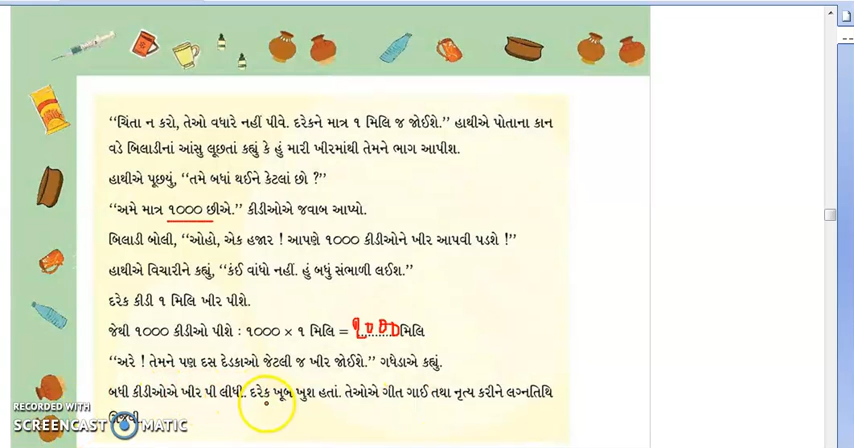 “ચિંતા ન કરો, તેઓ વધારે નહીં પીવે. દરેકને માત્ર ૧ મિલિ જ જોઈશે.” હાથીએ પોતાના કાન
વડે બિલાડીનાં આંસુ લૂછતાં કહ્યું કે હું મારી ખીરમાંથી તેમને ભાગ આપીશ.
હાથીએ પૂછ્યું, “તમે બધાં થઈને કેટલાં છો ?”
“અમે માત્ર ૧૦૦૦ છીએ.” કીડીઓએ જવાબ આપ્યો.
બિલાડી બોલી, “ઓહો, એક હજાર ! આપણે ૧૦૦૦ કીડીઓને ખીર આપવી પડશે !”
હાથીએ વિચારીને કહ્યું, “કંઈ વાંધો નહીં. હું બધું સંભાળી લઈશ.”
દરેક કીડી ૧ મિલિ ખીર પીશે.
જેથી ૧૦૦૦ કીડીઓ પીશે : ૧૦૦૦ × ૧ મિલિ = ૧૦૦૦ મિલિ
“અરે ! તેમને પણ દસ દેડકાઓ જેટલી જ ખીર જોઈશે.” ગધેડાએ કહ્યું.
બધી કીડીઓએ ખીર પી લીધી. દરેક ખૂબ ખુશ હતાં. તેઓએ ગીત ગાઈ તથા નૃત્ય કરીને લગ્નતિથિ
RECORDED WITH
SCREENCAST MATIC